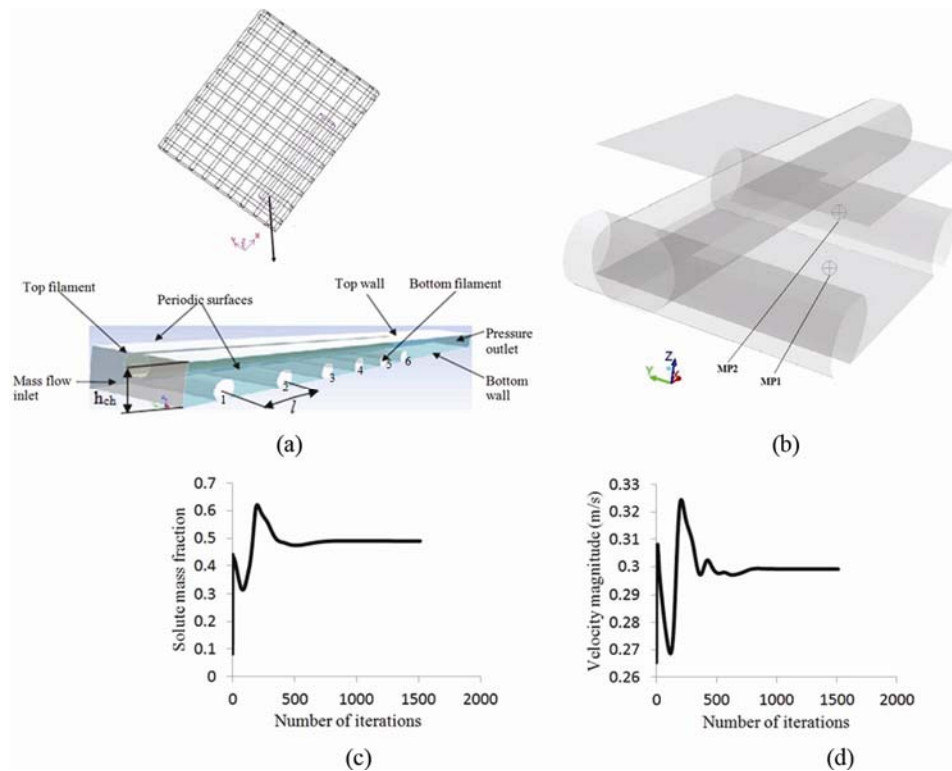 Top filament
Periodic surfaces
Top wall
Bottom filament
Pressure
outlet
Mass flow
inlet
Bottom
wall
h_ch
1
2
3
4
5
6
l
(a)
MP2
MP1
Z
Y
X
(b)
Solute mass fraction
0.7
0.6
0.5
0.4
0.3
0.2
0.1
0
0
500
1000
1500
2000
Number of iterations
(c)
Velocity magnitude (m/s)
0.33
0.32
0.31
0.3
0.29
0.28
0.27
0.26
0
500
1000
1500
2000
Number of iterations
(d)